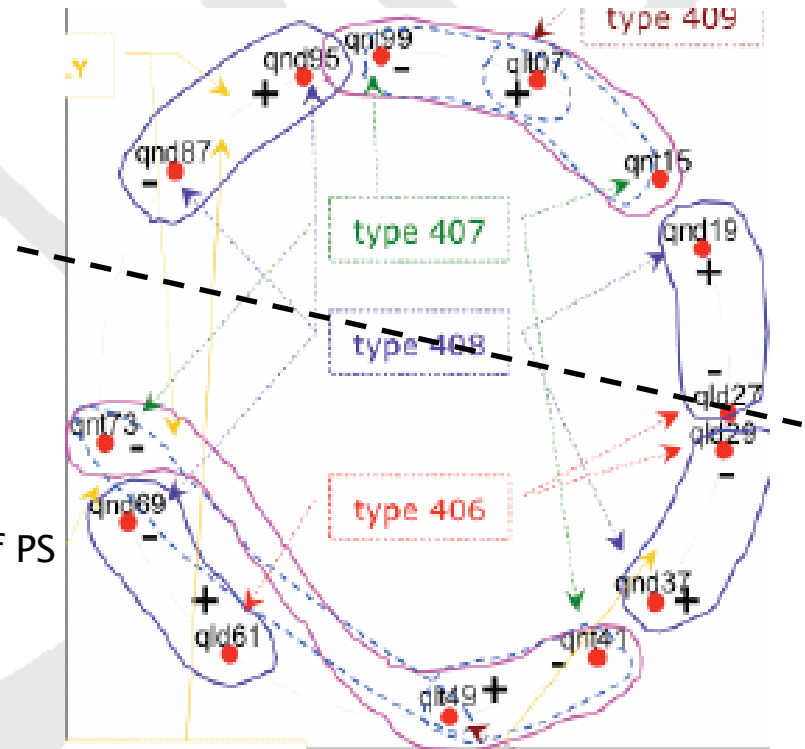 type 409
qnt99
qnd95
qlt07
+
-
+
qnd87
-
qnt15
type 407
qnd19
+
type 408
-
qld27
qld29
-
qnt73
-
qnd69
-
type 406
f PS
qnd37
+
+
qld61
qnt41
-
qlt49
+